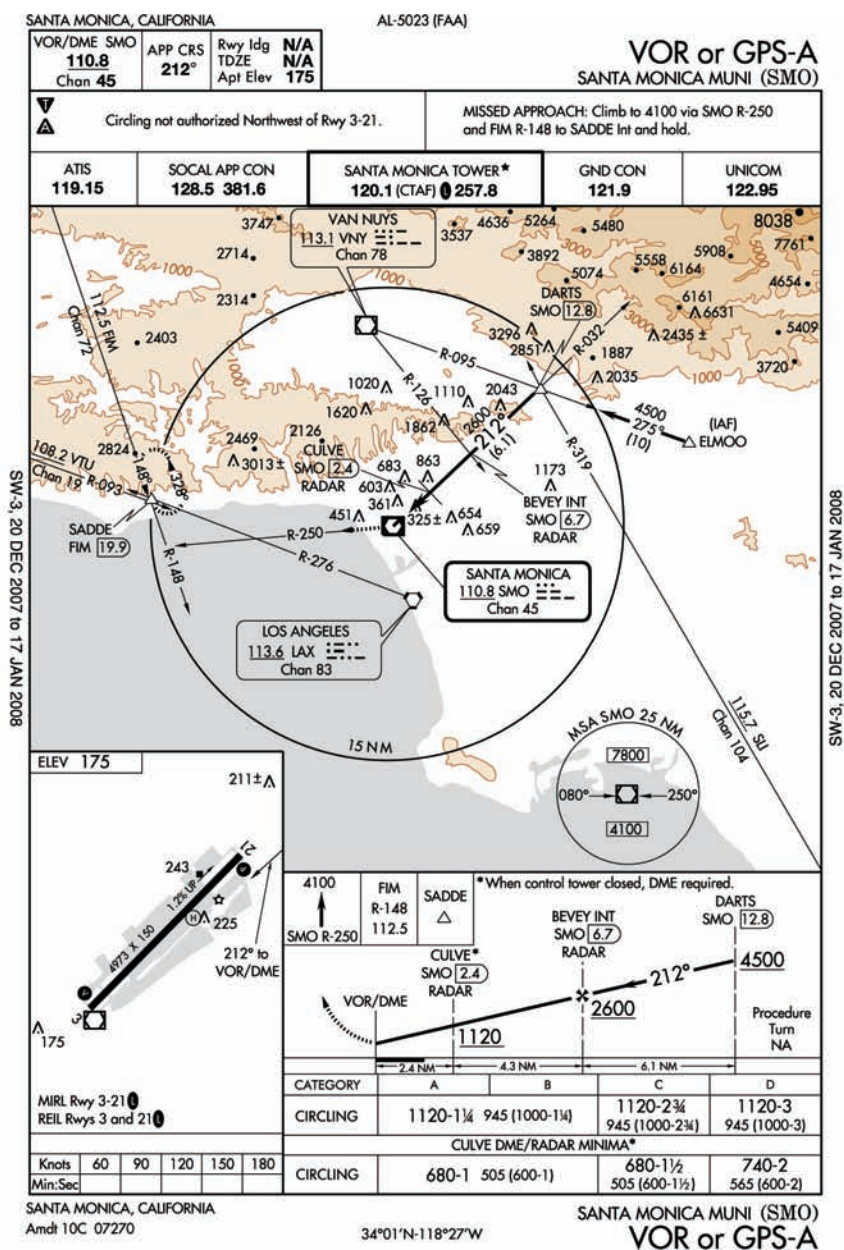 SANTA MONICA, CALIFORNIA
AL-5023 (FAA)
VOR/DME SMO
110.8
Chan 45
APP CRS
212°
Rwy ldg N/A
TDZE N/A
Apt Elev 175
VOR or GPS-A
SANTA MONICA MUNI (SMO)
T
A
Circling not authorized Northwest of Rwy 3-21.
MISSED APPROACH: Climb to 4100 via SMO R-250
and FIM R-148 to SADDE Int and hold.
ATIS
119.15
SOCAL APP CON
128.5 381.6
SANTA MONICA TOWER*
120.1 (CTAF) L 257.8
GND CON
121.9
UNICOM
122.95
3747
VAN NUYS
113.1 VNY
Chan 78
3537
4636
5264
5480
8038
7761
2714
1000
3892
3000
5558
6164
5908
5074
4654
2314
DARTS
SMO 12.8
R-032
6161
6631
112.5 FIM
Chan 72
2403
3296
2851
3000
2435 ±
5409
1887
R-095
2035
3720
1000
1020
R-126
1110
2043
4500
275°
(10)
(IAF)
ELMOO
1620
1862
2600
212°
(6.1)
R-319
2824
2469
2126
CULVE
SMO 2.4
RADAR
3013 ±
683
863
603
1173
108.2 VTU
Chan 19
R-093
148°
328°
361
BEVEY INT
SMO 6.7
RADAR
451
325 ±
654
659
SADDE
FIM 19.9
R-250
R-276
R-148
SANTA MONICA
110.8 SMO
Chan 45
LOS ANGELES
113.6 LAX
Chan 83
115.7 SLI
Chan 104
15 NM
MSA SMO 25 NM
7800
080°
250°
4100
SW-3, 20 DEC 2007 to 17 JAN 2008
SW-3, 20 DEC 2007 to 17 JAN 2008
ELEV 175
211±
21
243
1.2% UP
225
H
4973 X 150
212° to
VOR/DME
3
175
MIRL Rwy 3-21 L
REIL Rwys 3 and 21 L
4100
SMO R-250
FIM
R-148
112.5
SADDE
*When control tower closed, DME required.
DARTS
SMO 12.8
BEVEY INT
SMO 6.7
RADAR
CULVE*
SMO 2.4
RADAR
VOR/DME
212°
4500
2600
1120
Procedure
Turn
NA
2.4 NM
4.3 NM
6.1 NM
CATEGORY A B C D
CIRCLING 1120-1¼ 945 (1000-1¼)
1120-2¾
945 (1000-2¾)
1120-3
945 (1000-3)
CULVE DME/RADAR MINIMA*
CIRCLING 680-1 505 (600-1)
680-1½
505 (600-1½)
740-2
565 (600-2)
Knots 60 90 120 150 180
Min:Sec
SANTA MONICA, CALIFORNIA
Amdt 10C 07270
34°01'N-118°27'W
SANTA MONICA MUNI (SMO)
VOR or GPS-A